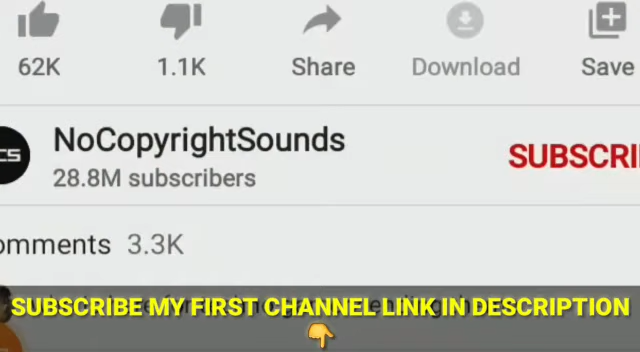 62K 1.1K Share Download Save
NoCopyrightSounds
28.8M subscribers
SUBSCRI
omments 3.3K
SUBSCRIBE MY FIRST CHANNEL LINK IN DESCRIPTION